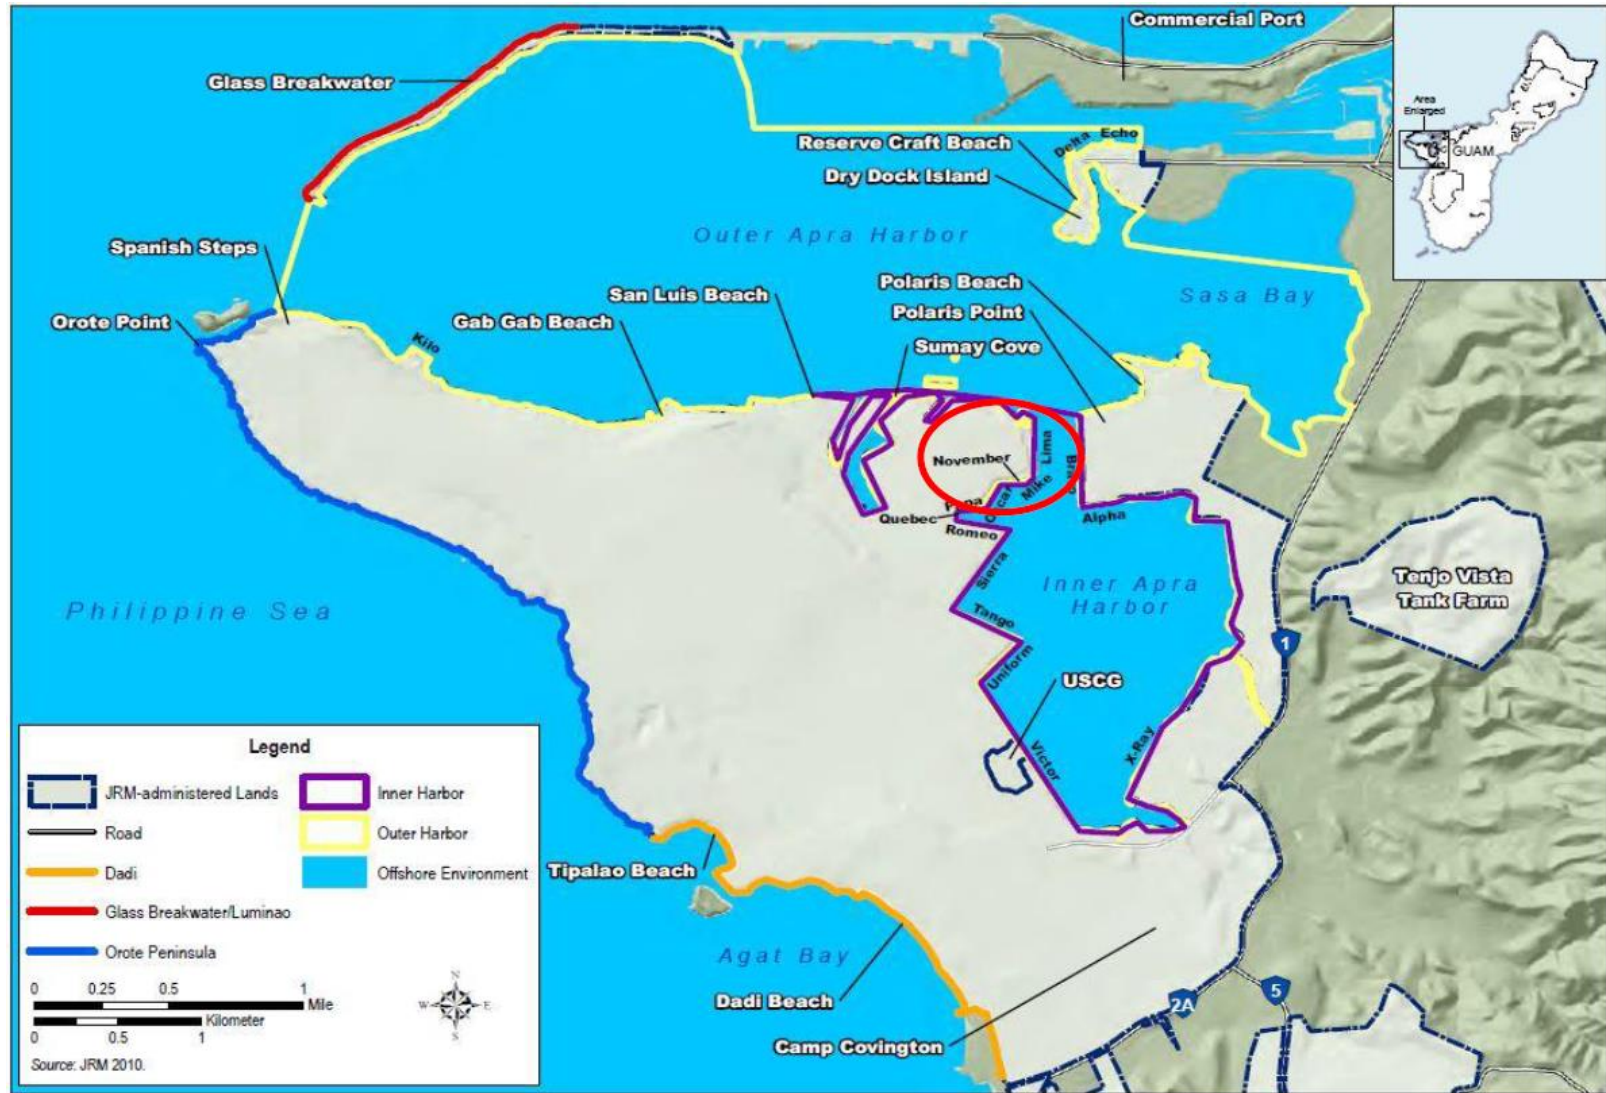 Commercial Port
Glass Breakwater
Area
Enlarged
GUAM
Delta
Echo
Reserve Craft Beach
Dry Dock Island
Outer Apra Harbor
Spanish Steps
San Luis Beach
Polaris Beach
Sasa Bay
Orote Point
Gab Gab Beach
Polaris Point
Kilo
Sumay Cove
Lima
November
Mike
Quebec
Alpha
Romeo
Sierra
Inner Apra
Harbor
Tenjo Vista
Tank Farm
Philippine Sea
Tango
Uniform
1
USCG
Victor
X-Ray
Legend
JRM-administered Lands
Inner Harbor
Road
Outer Harbor
Dadi
Offshore Environment
Glass Breakwater/Luminao
Orote Peninsula
0 0.25 0.5 1
Mile
Kilometer
0 0.5 1
N
W E
S
Source: JRM 2010.
Tipalao Beach
Agat Bay
Dadi Beach
Camp Covington
2A
5